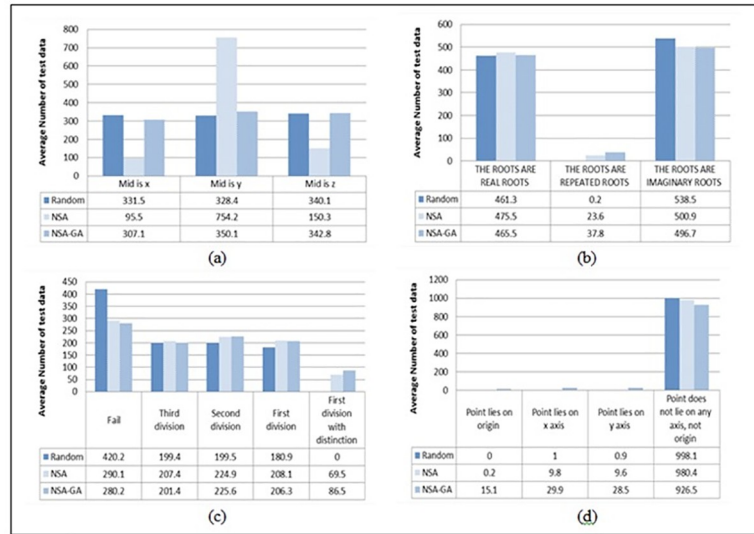 Average Number of test data
800
700
600
500
400
300
200
100
0
Mid is x Mid is y Mid is z
Random 331.5 328.4 340.1
NSA 95.5 754.2 150.3
NSA-GA 307.1 350.1 342.8
(a)
Average Number of test data
600
500
400
300
200
100
0
THE ROOTS ARE REAL ROOTS THE ROOTS ARE REPEATED ROOTS THE ROOTS ARE IMAGINARY ROOTS
Random 461.3 0.2 538.5
NSA 475.5 23.6 500.9
NSA-GA 465.5 37.8 496.7
(b)
Average Number of test data
450
400
350
300
250
200
150
100
50
0
Fail Third division Second division First division First division with distinction
Random 420.2 199.4 199.5 180.9 0
NSA 290.1 207.4 224.9 208.1 69.5
NSA-GA 280.2 201.4 225.6 206.3 86.5
(c)
Average Number of test data
1000
800
600
400
200
0
Point lies on origin Point lies on x axis Point lies on y axis Point does not lie on any axis, not origin
Random 0 1 0.9 998.1
NSA 0.2 9.8 9.6 980.4
NSA-GA 15.1 29.9 28.5 926.5
(d)